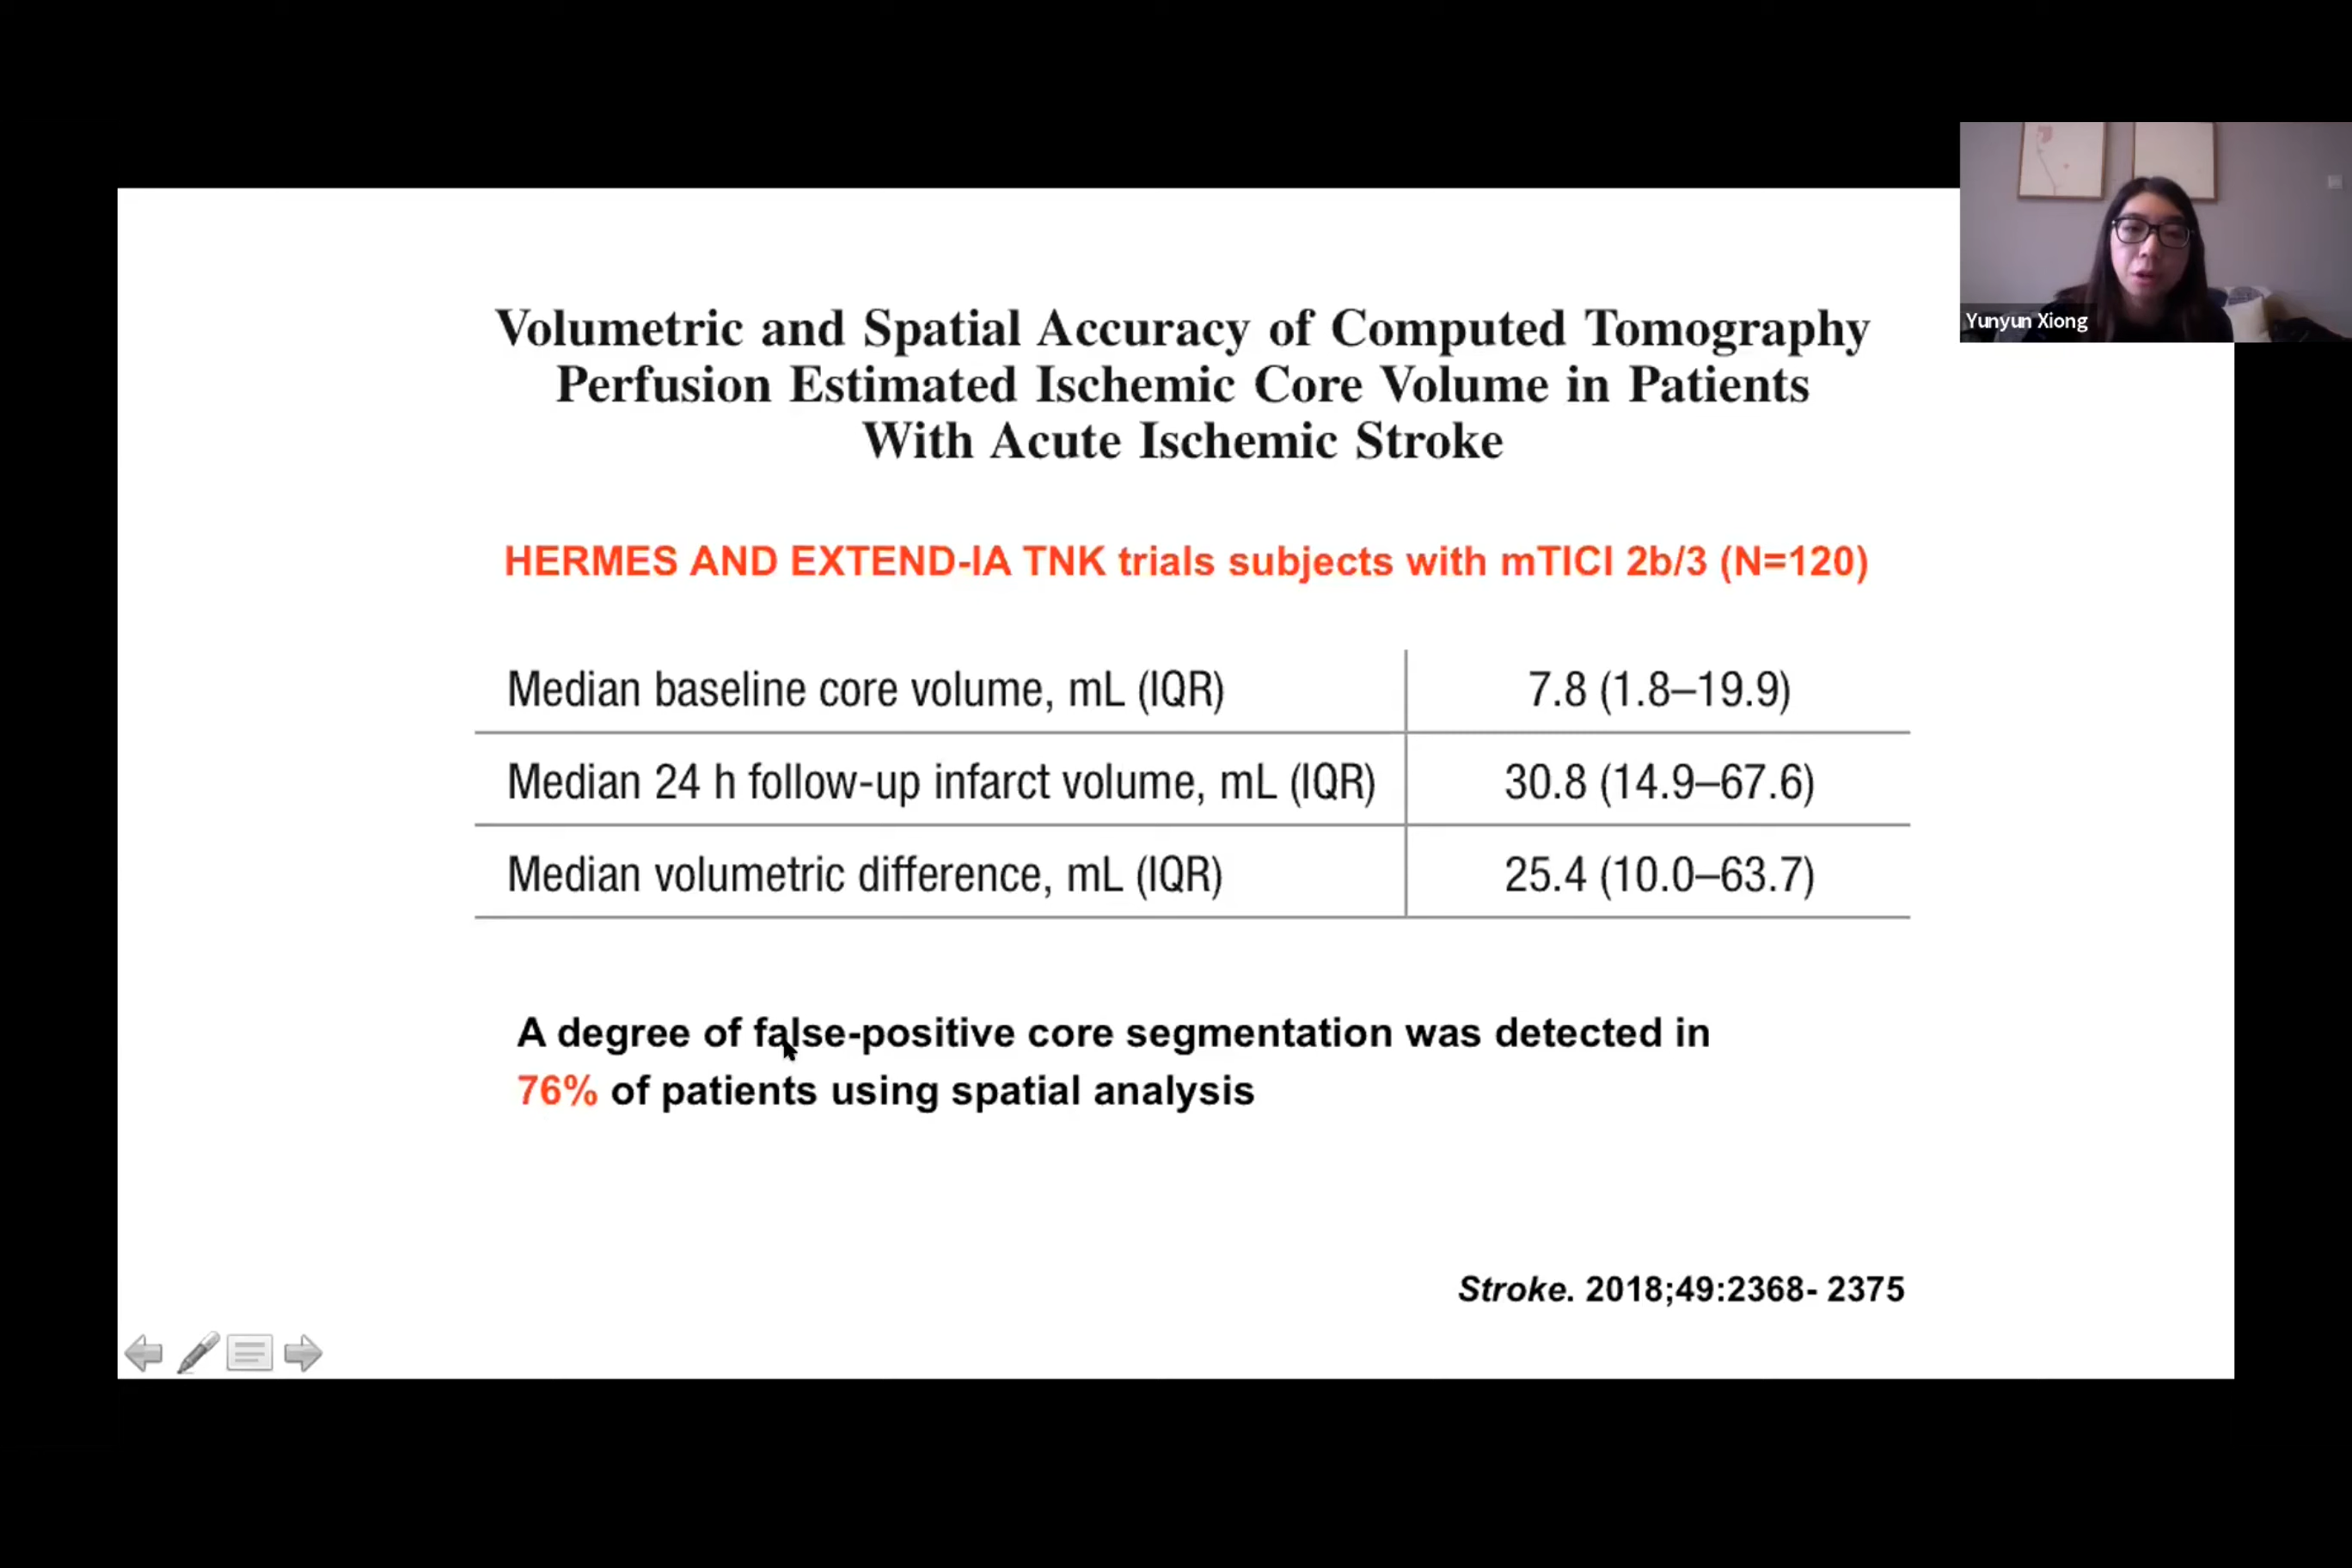 Volumetric and Spatial Accuracy of Computed Tomography
Perfusion Estimated Ischemic Core Volume in Patients
With Acute Ischemic Stroke
Yunyun Xiong
HERMES AND EXTEND-IA TNK trials subjects with mTICI 2b/3 (N=120)
Median baseline core volume, mL (IQR) 7.8 (1.8–19.9)
Median 24 h follow-up infarct volume, mL (IQR) 30.8 (14.9–67.6)
Median volumetric difference, mL (IQR) 25.4 (10.0–63.7)
A degree of false-positive core segmentation was detected in
76% of patients using spatial analysis
Stroke. 2018;49:2368- 2375